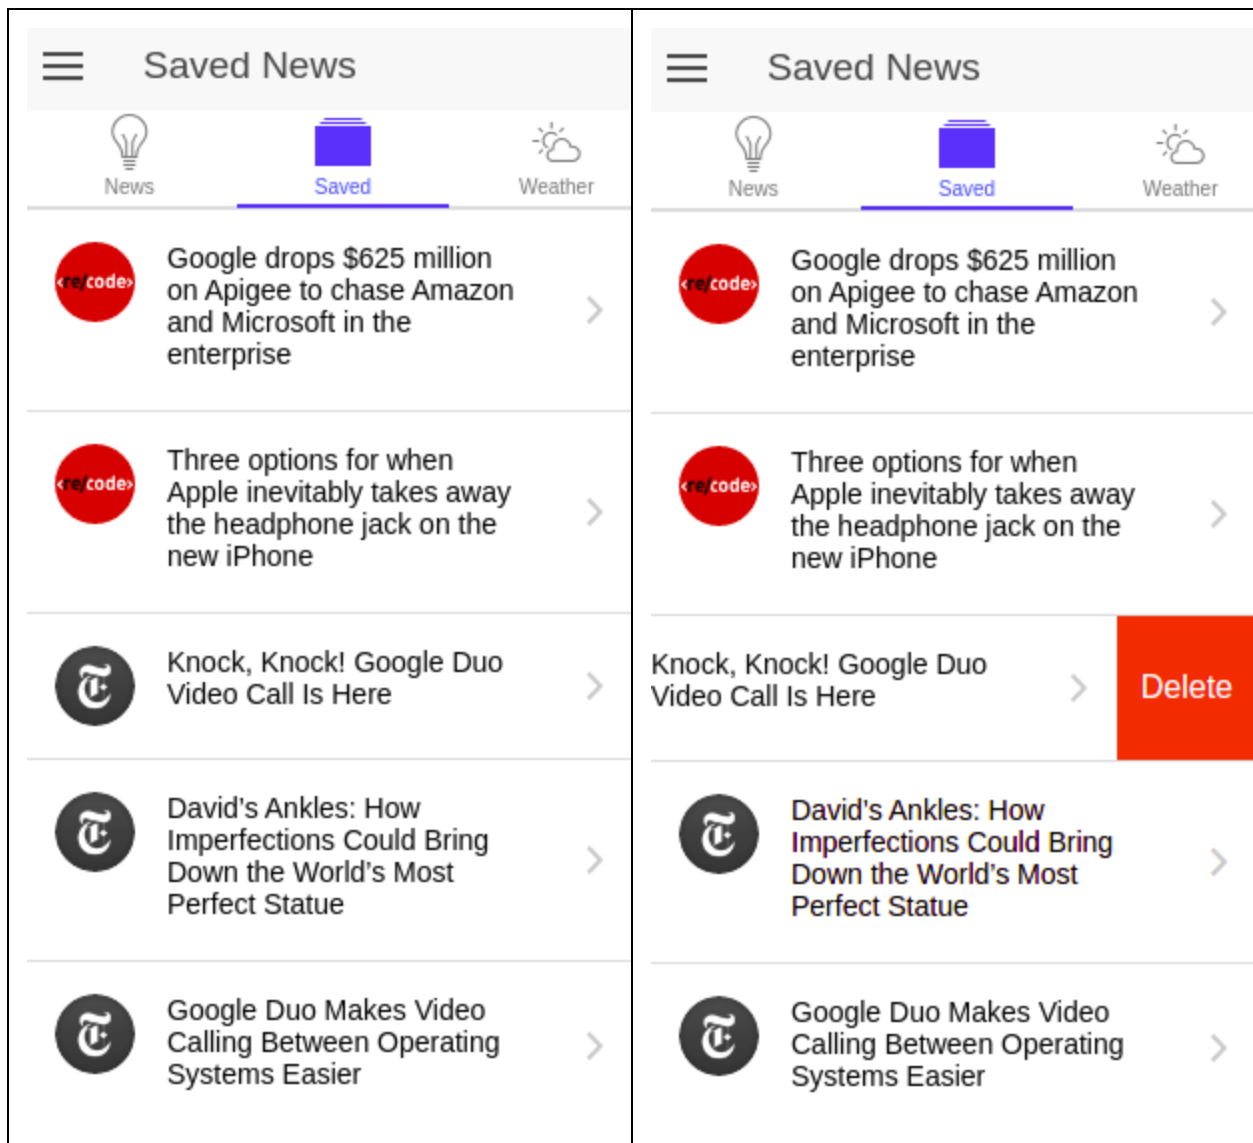 Saved News
News
Saved
Weather
<re/code>
Google drops $625 million
on Apigee to chase Amazon
and Microsoft in the
enterprise
<re/code>
Three options for when
Apple inevitably takes away
the headphone jack on the
new iPhone
T
Knock, Knock! Google Duo
Video Call Is Here
T
David’s Ankles: How
Imperfections Could Bring
Down the World’s Most
Perfect Statue
T
Google Duo Makes Video
Calling Between Operating
Systems Easier
Saved News
News
Saved
Weather
<re/code>
Google drops $625 million
on Apigee to chase Amazon
and Microsoft in the
enterprise
<re/code>
Three options for when
Apple inevitably takes away
the headphone jack on the
new iPhone
Knock, Knock! Google Duo
Video Call Is Here
Delete
T
David’s Ankles: How
Imperfections Could Bring
Down the World’s Most
Perfect Statue
T
Google Duo Makes Video
Calling Between Operating
Systems Easier